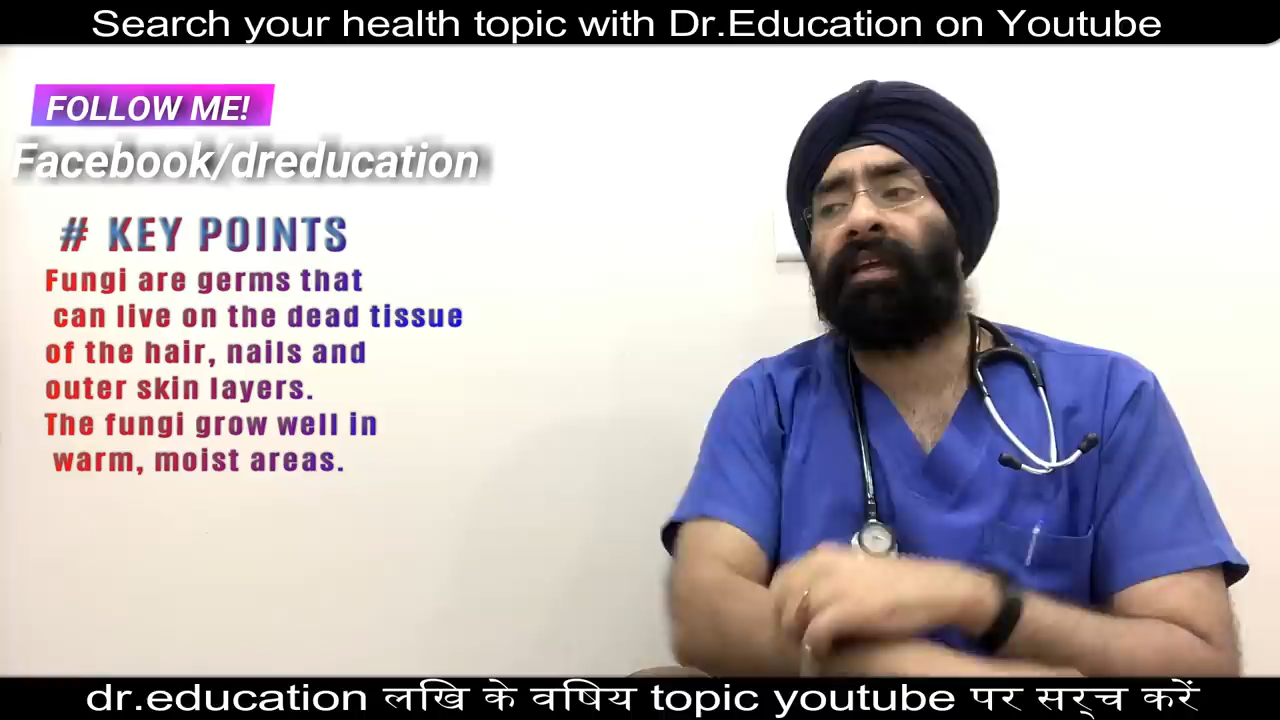 Search your health topic with Dr.Education on Youtube
FOLLOW ME!
Facebook/dreducation
# KEY POINTS
Fungi are germs that
can live on the dead tissue
of the hair, nails and
outer skin layers.
The fungi grow well in
warm, moist areas.
dr.education लखि के वषिय topic youtube पर सर्च करें